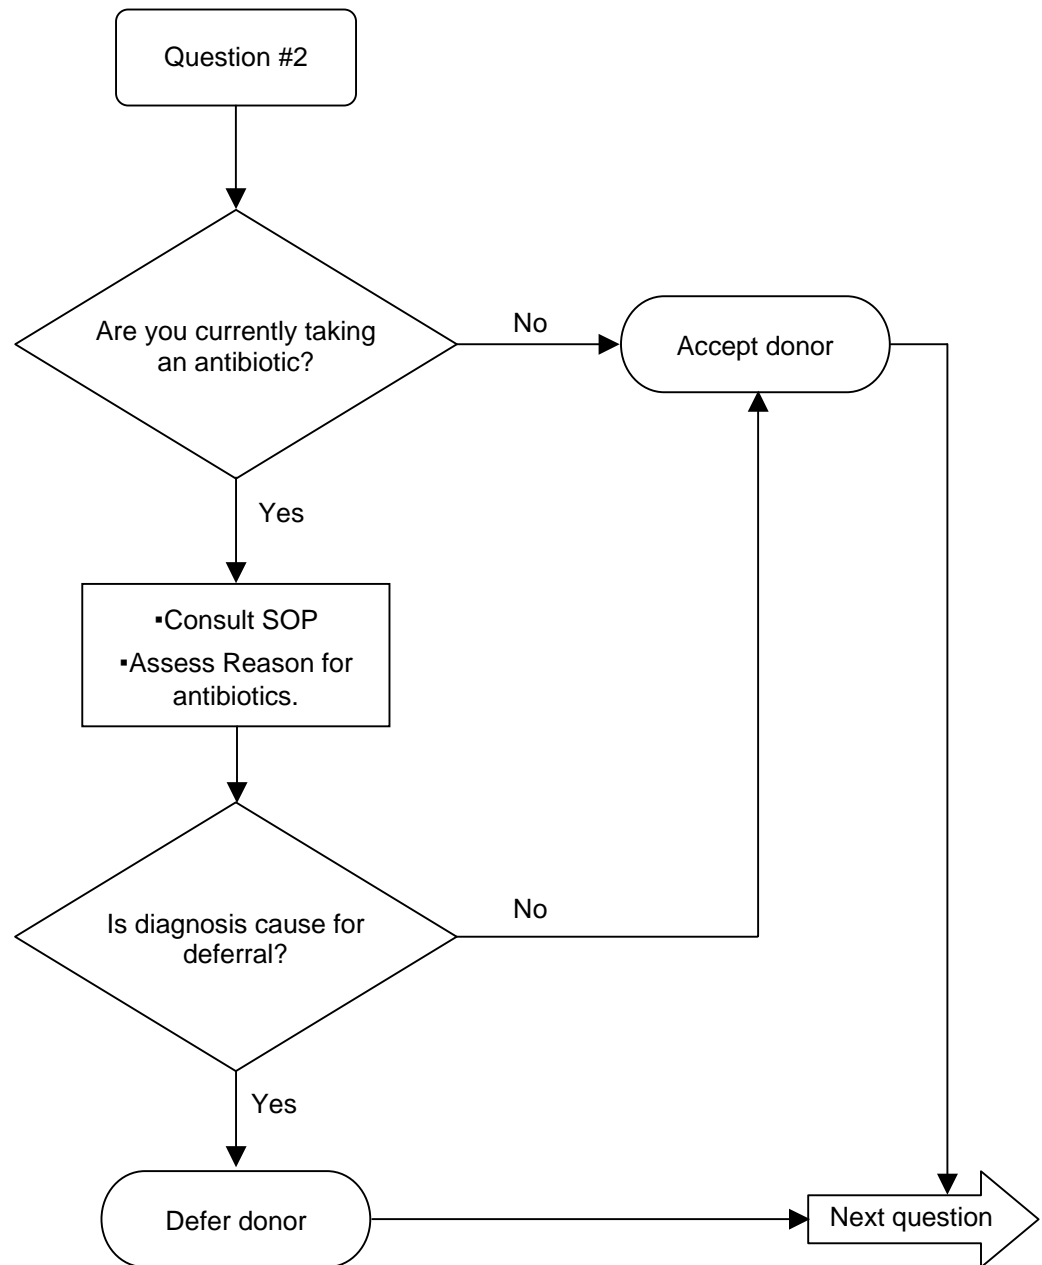 Question #2
Are you currently taking
an antibiotic?
No
Accept donor
Yes
▪Consult SOP
▪Assess Reason for
antibiotics.
Is diagnosis cause for
deferral?
No
Yes
Defer donor
Next question